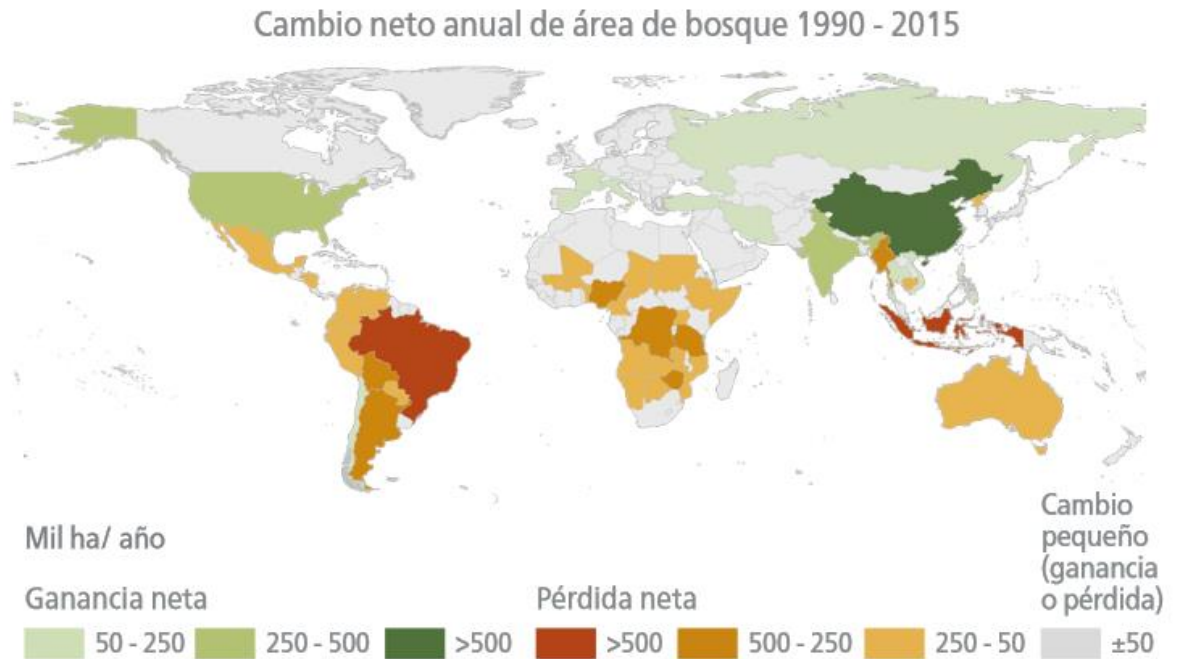 Cambio neto anual de área de bosque 1990 - 2015
Mil ha/ año
Ganancia neta
50 - 250
250 - 500
>500
Pérdida neta
>500
500 - 250
250 - 50
Cambio
pequeño
(ganancia
o pérdida)
±50